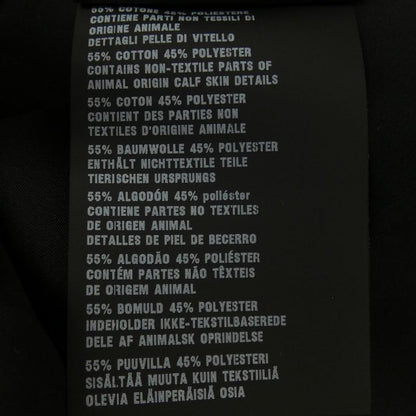 55% COTONE 45% POLIESTERE
CONTIENE PARTI NON TESSILI DI
ORIGINE ANIMALE
DETTAGLI PELLE DI VITELLO
55% COTTON 45% POLYESTER
CONTAINS NON-TEXTILE PARTS OF
ANIMAL ORIGIN CALF SKIN DETAILS
55% COTON 45% POLYESTER
CONTIENT DES PARTIES NON
TEXTILES D'ORIGINE ANIMALE
55% BAUMWOLLE 45% POLYESTER
ENTHÄLT NICHTTEXTILE TEILE
TIERISCHEN URSPRUNGS
55% ALGODÓN 45% poliéster
CONTIENE PARTES NO TEXTILES
DE ORIGEN ANIMAL
DETALLES DE PIEL DE BECERRO
55% ALGODÃO 45% POLIÉSTER
CONTÉM PARTES NÃO TÊXTEIS
DE ORIGEM ANIMAL
55% BOMULD 45% POLYESTER
INDEHOLDER IKKE-TEKSTILBASEREDE
DELE AF ANIMALSK OPRINDELSE
55% PUUVILLA 45% POLYESTERI
SISÄLTÄÄ MUUTA KUIN TEKSTIILIÄ
OLEVIA ELÄINPERÄISIÄ OSIA